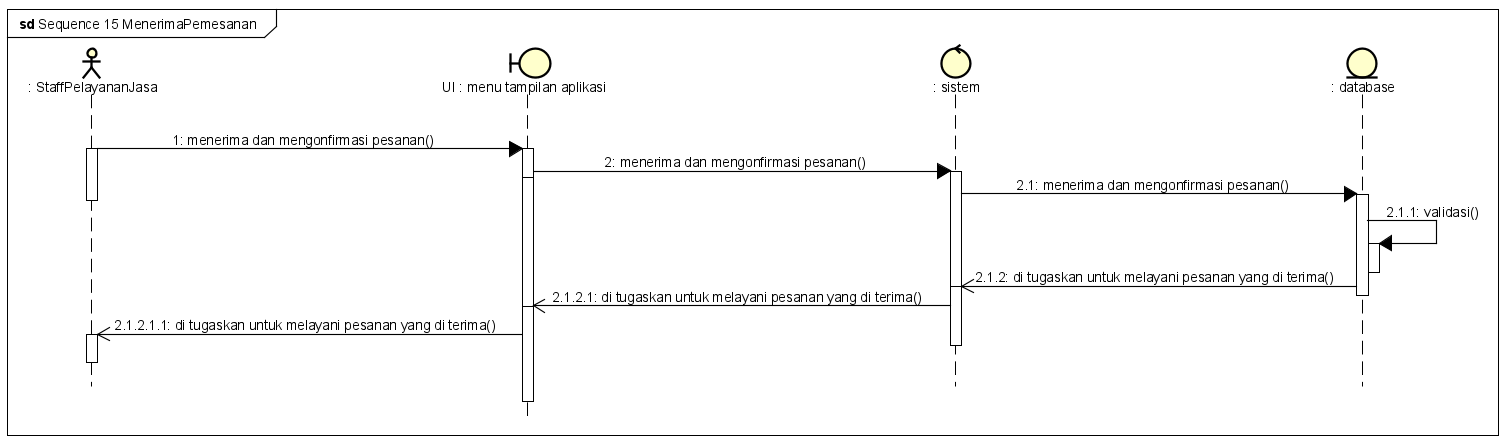 sd Sequence 15 MenerimaPemesanan
: StaffPelayananJasa
UI : menu tampilan aplikasi
: sistem
: database
1: menerima dan mengonfirmasi pesanan()
2: menerima dan mengonfirmasi pesanan()
2.1: menerima dan mengonfirmasi pesanan()
2.1.1: validasi()
2.1.2: di tugaskan untuk melayani pesanan yang di terima()
2.1.2.1: di tugaskan untuk melayani pesanan yang di terima()
2.1.2.1.1: di tugaskan untuk melayani pesanan yang di terima()